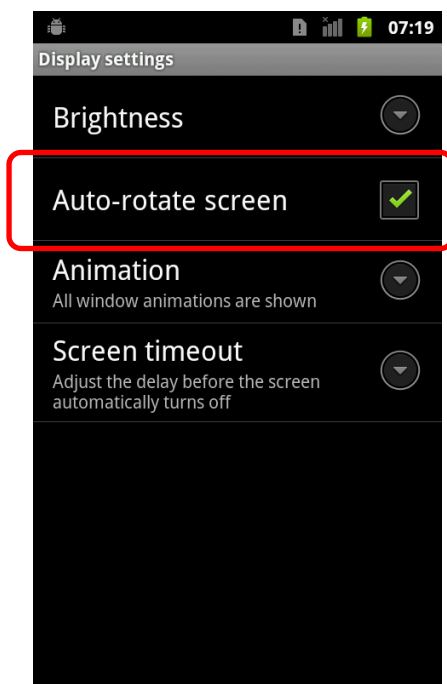 07:19
Display settings
Brightness
Auto-rotate screen
Animation
All window animations are shown
Screen timeout
Adjust the delay before the screen
automatically turns off